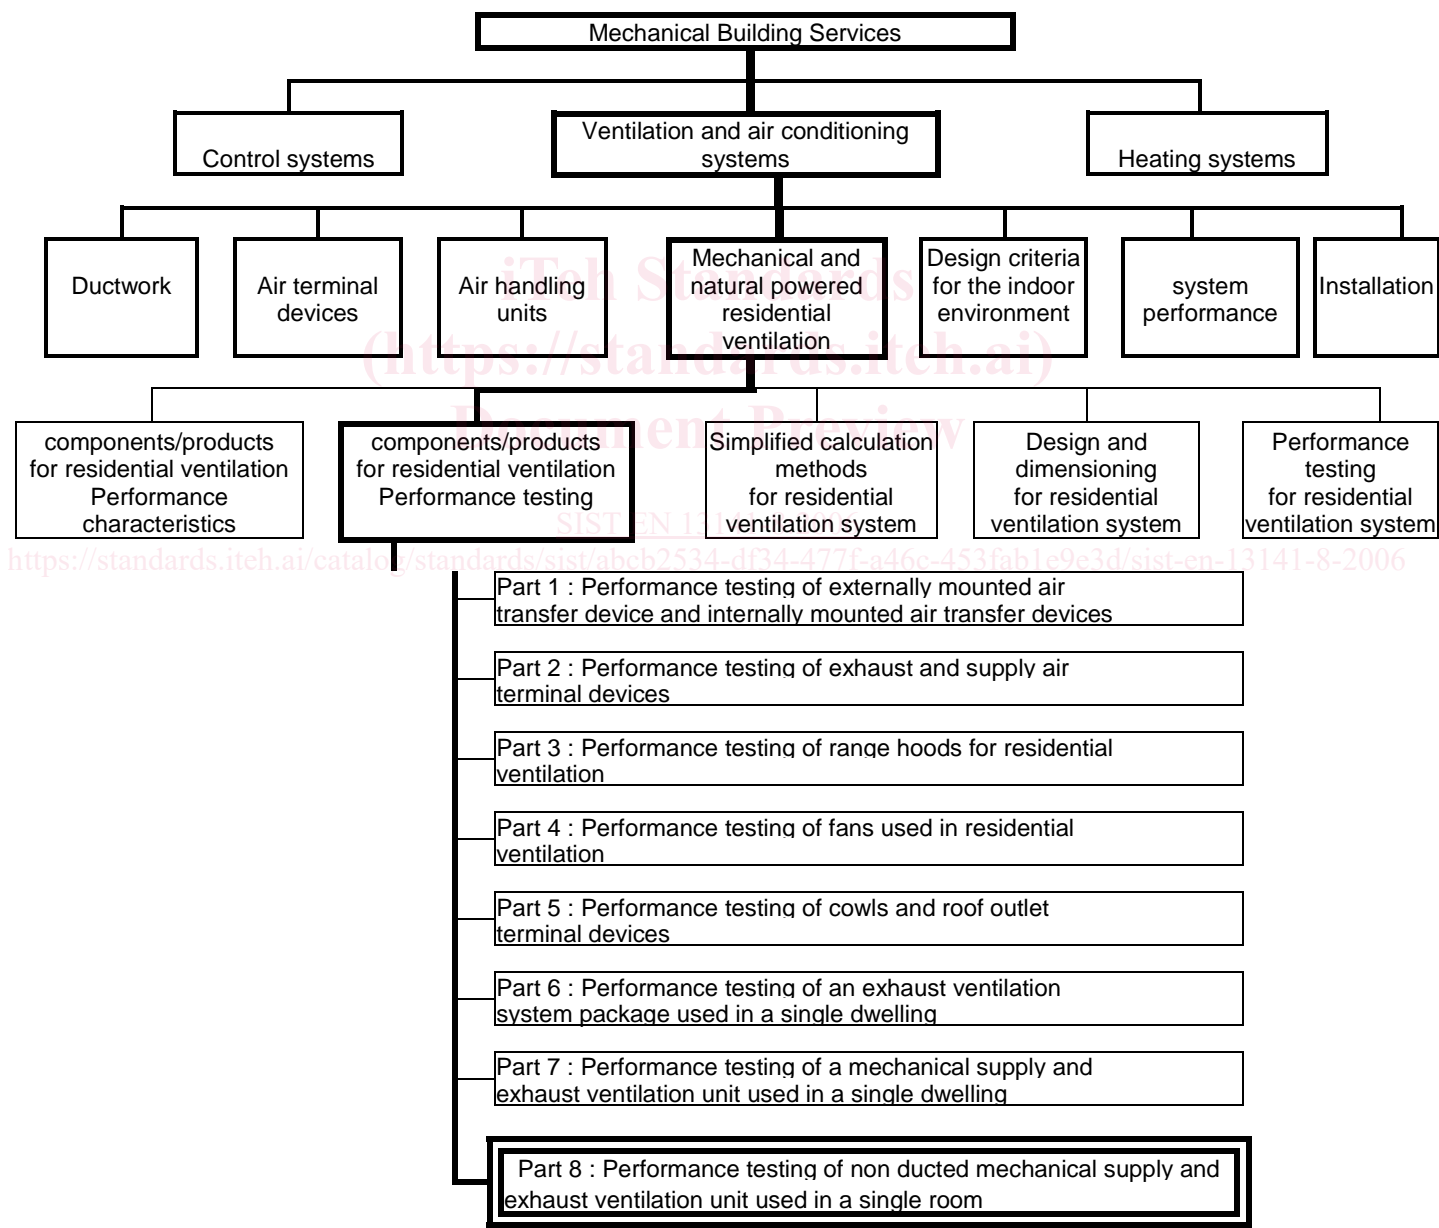 Mechanical Building Services
Control systems
Ventilation and air conditioning
systems
Heating systems
Ductwork
Air terminal
devices
Air handling
units
Mechanical and
natural powered
residential
ventilation
Design criteria
for the indoor
environment
system
performance
Installation
iTeh Standards
(https://standards.iteh.ai)
Document Preview
components/products
for residential ventilation
Performance
characteristics
components/products
for residential ventilation
Performance testing
Simplified calculation
methods
for residential
ventilation system
Design and
dimensioning
for residential
ventilation system
Performance
testing
for residential
ventilation system
SIST EN 13141-8:2006
https://standards.iteh.ai/catalog/standards/sist/abcb2534-df34-477f-a46c-453fab1e9e3d/sist-en-13141-8-2006
Part 1 : Performance testing of externally mounted air
transfer device and internally mounted air transfer devices
Part 2 : Performance testing of exhaust and supply air
terminal devices
Part 3 : Performance testing of range hoods for residential
ventilation
Part 4 : Performance testing of fans used in residential
ventilation
Part 5 : Performance testing of cowls and roof outlet
terminal devices
Part 6 : Performance testing of an exhaust ventilation
system package used in a single dwelling
Part 7 : Performance testing of a mechanical supply and
exhaust ventilation unit used in a single dwelling
Part 8 : Performance testing of non ducted mechanical supply and
exhaust ventilation unit used in a single room